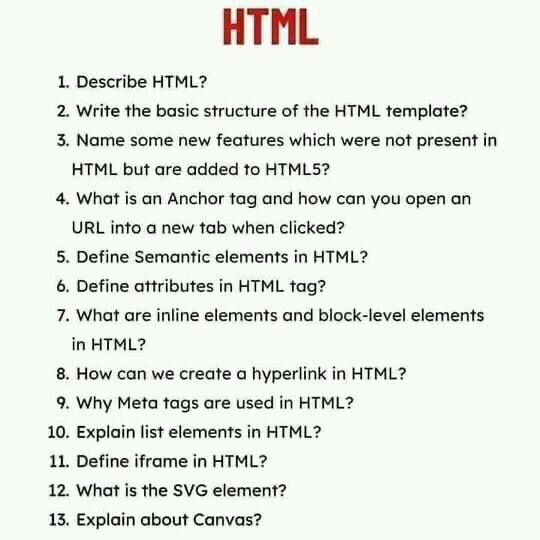 HTML
1. Describe HTML?
2. Write the basic structure of the HTML template?
3. Name some new features which were not present in
HTML but are added to HTML5?
4. What is an Anchor tag and how can you open an
URL into a new tab when clicked?
5. Define Semantic elements in HTML?
6. Define attributes in HTML tag?
7. What are inline elements and block-level elements
in HTML?
8. How can we create a hyperlink in HTML?
9. Why Meta tags are used in HTML?
10. Explain list elements in HTML?
11. Define iframe in HTML?
12. What is the SVG element?
13. Explain about Canvas?